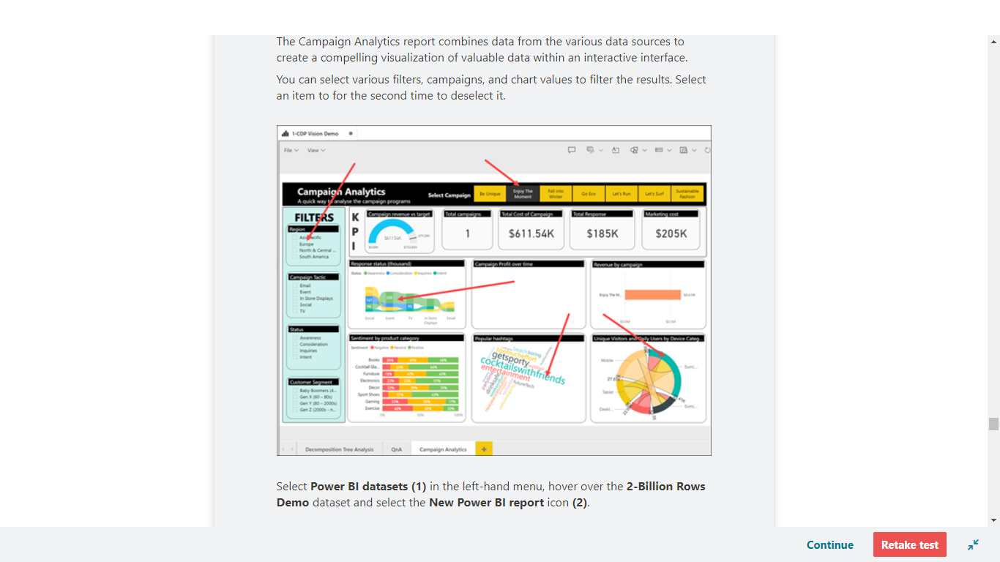 The Campaign Analytics report combines data from the various data sources to
create a compelling visualization of valuable data within an interactive interface.
You can select various filters, campaigns, and chart values to filter the results. Select
an item to for the second time to deselect it.
1-CDP Vision Demo
File View
Campaign Analytics
A quick way to analyse the campaign programs
Select Campaign
Be Unique
Enjoy The
Moment
Fall into
Winter
Go Eco
Let's Run
Let's Surf
Sustainable
Fashion
FILTERS
Region
Asia Pacific
Europe
North & Central ...
South America
Campaign Tactic
Email
Event
In Store Displays
Social
TV
Status
Awareness
Consideration
Inquiries
Intent
Customer Segment
Baby Boomers (4...
Gen X (60 – 80s)
Gen Y (80 – 2000s)
Gen Z (2000s - n...
K
P
I
Campaign revenue vs target
$611.54K
Total campaigns
1
Total Cost of Campaign
$611.54K
Total Response
$185K
Marketing cost
$205K
Response status (thousand)
Status Awareness Consideration Inquiries Intent
Social Event TV In-Store
Displays
Email
Campaign Profit over time
Revenue by campaign
Enjoy The M...
Sentiment by product category
Sentiment Negative Neutral Positive
Books
Cocktail Gla...
Furniture
Electronics
Decor
Sport Shoes
Gaming
Exercise
0% 50% 100%
Popular hashtags
getsporty
cocktailswithfriends
entertainment
futureTech
Unique Visitors and Daily Users by Device Categ...
Mobile
Tablet
Deskt...
Sum(...
Sum(...
Decomposition Tree Analysis QnA Campaign Analytics +
Select Power BI datasets (1) in the left-hand menu, hover over the 2-Billion Rows
Demo dataset and select the New Power BI report icon (2).
Continue Retake test